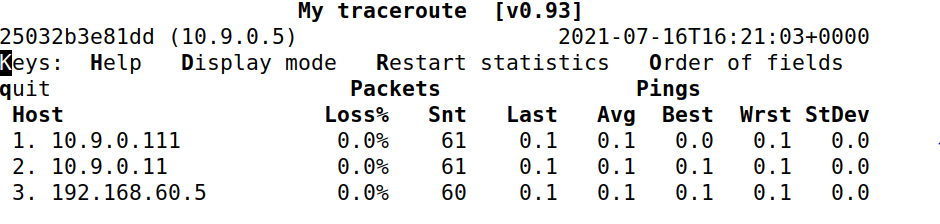 My traceroute  [v0.93]
25032b3e81dd (10.9.0.5)                    2021-07-16T16:21:03+0000
Keys:  Help   Display mode   Restart statistics   Order of fields
quit                       Packets               Pings
 Host                    Loss%   Snt   Last   Avg  Best  Wrst StDev
 1. 10.9.0.111            0.0%    61    0.1   0.1   0.0   0.1   0.0
 2. 10.9.0.11             0.0%    61    0.1   0.1   0.1   0.1   0.0
 3. 192.168.60.5          0.0%    60    0.1   0.1   0.1   0.1   0.0